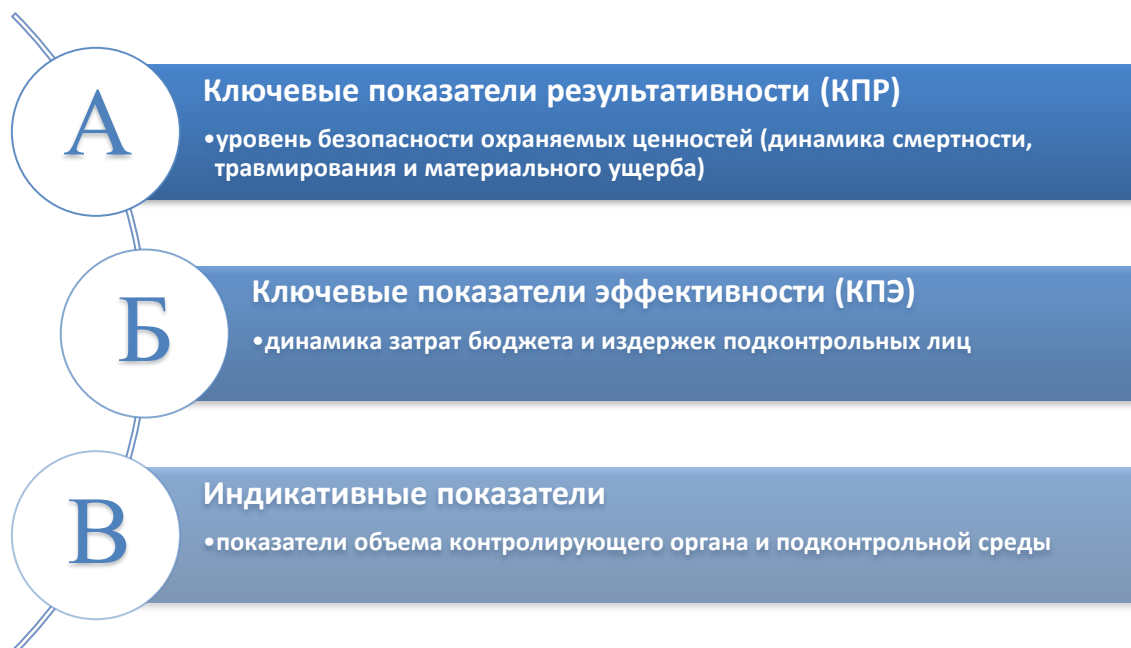 А
Ключевые показатели результативности (КПР)
•уровень безопасности охраняемых ценностей (динамика смертности,
травмирования и материального ущерба)
Б
Ключевые показатели эффективности (КПЭ)
•динамика затрат бюджета и издержек подконтрольных лиц
В
Индикативные показатели
•показатели объема контролирующего органа и подконтрольной среды